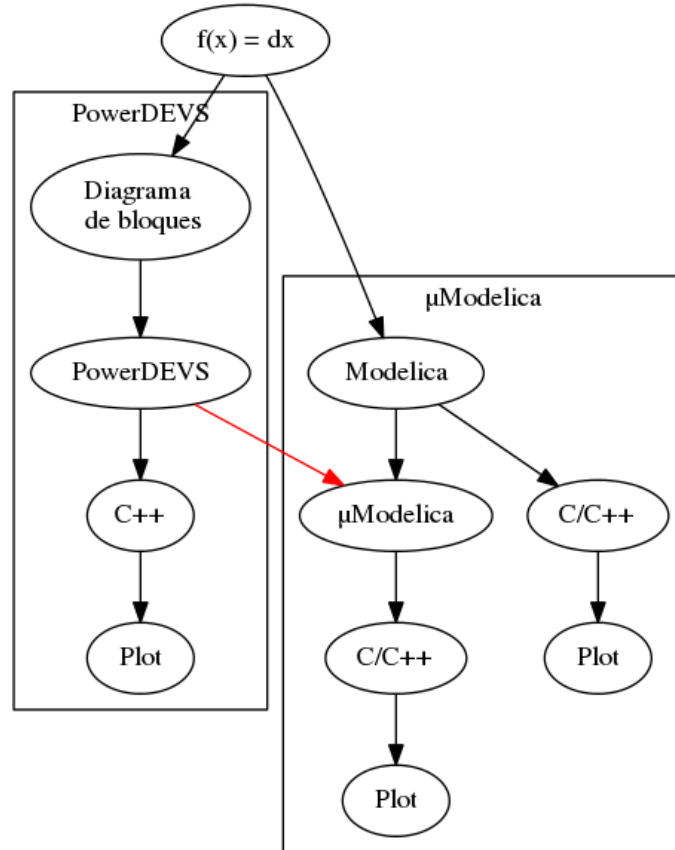 f(x) = dx
PowerDEVS
Diagrama
de bloques
µModelica
PowerDEVS
Modelica
C++
µModelica
C/C++
Plot
C/C++
Plot
Plot